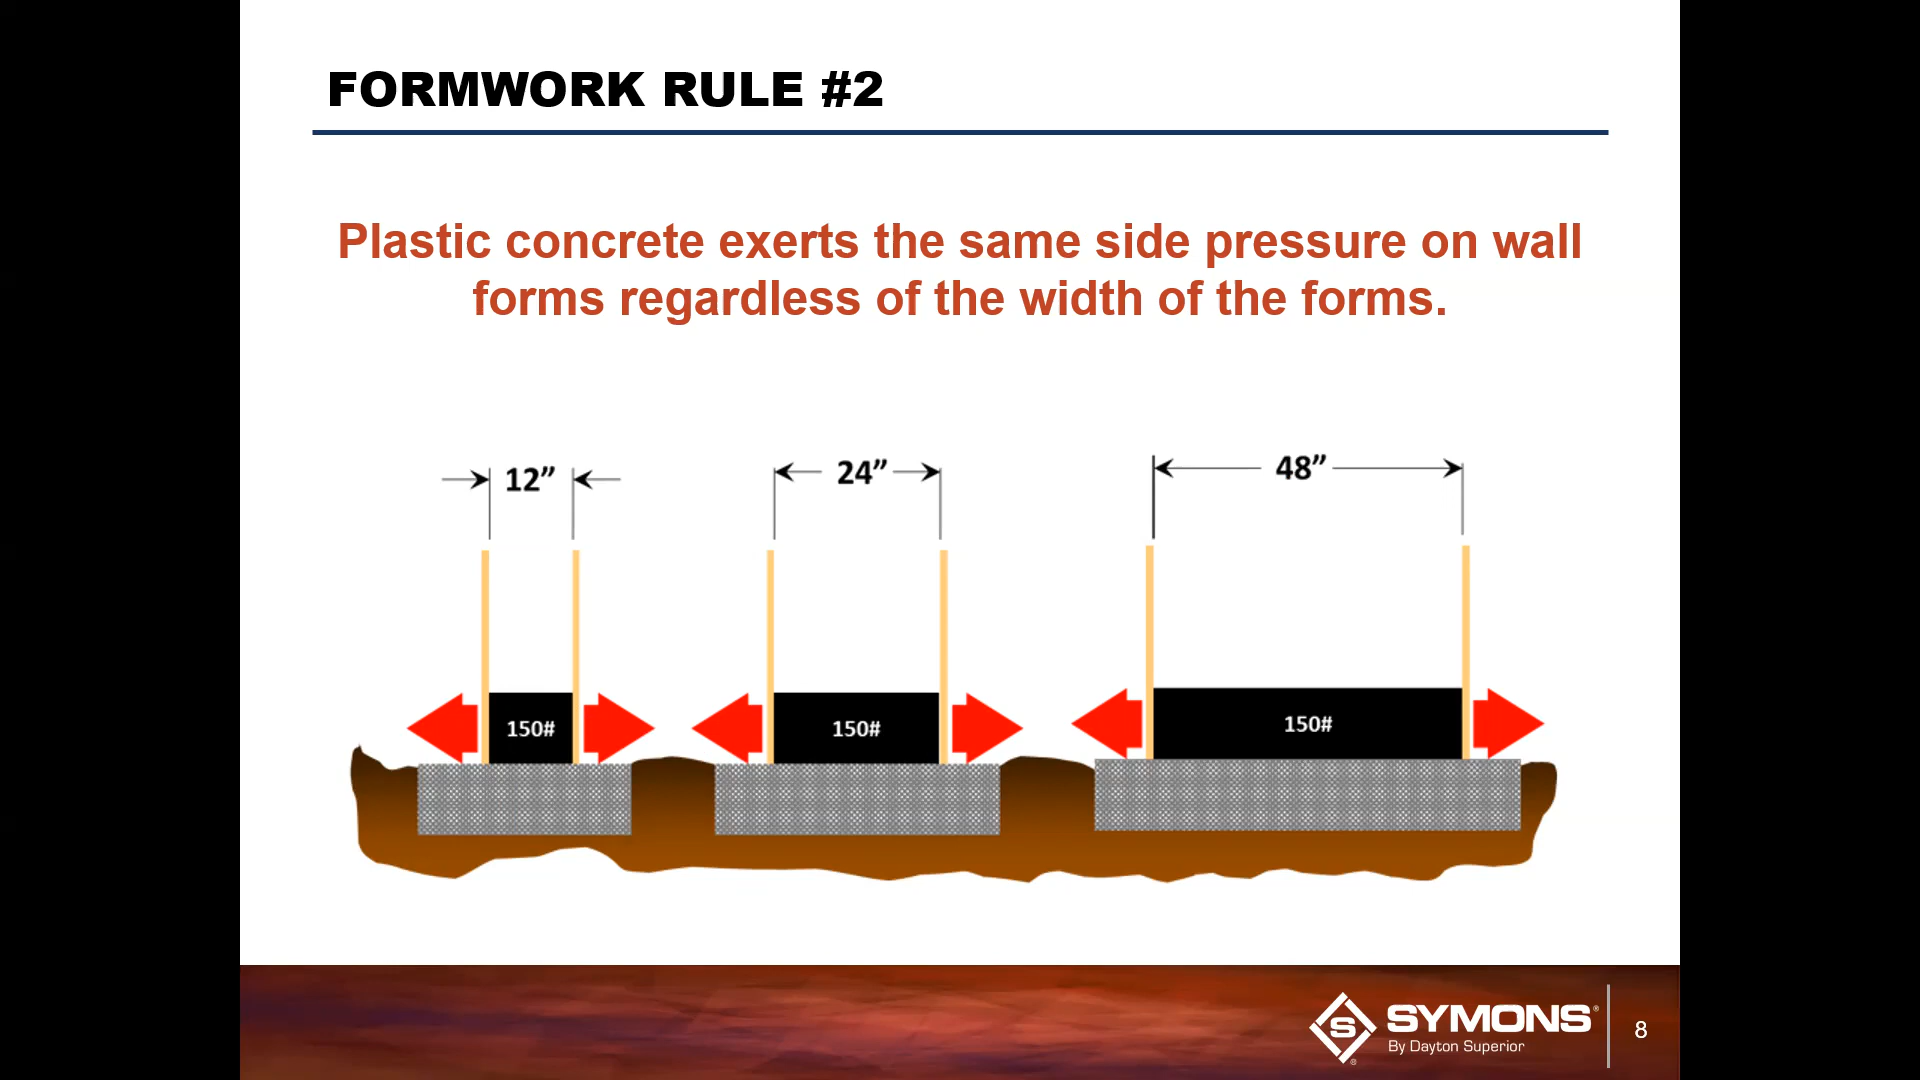 FORMWORK RULE #2
Plastic concrete exerts the same side pressure on wall
forms regardless of the width of the forms.
12”
24”
48”
150#
150#
150#
S
SYMONS®
By Dayton Superior
®
8